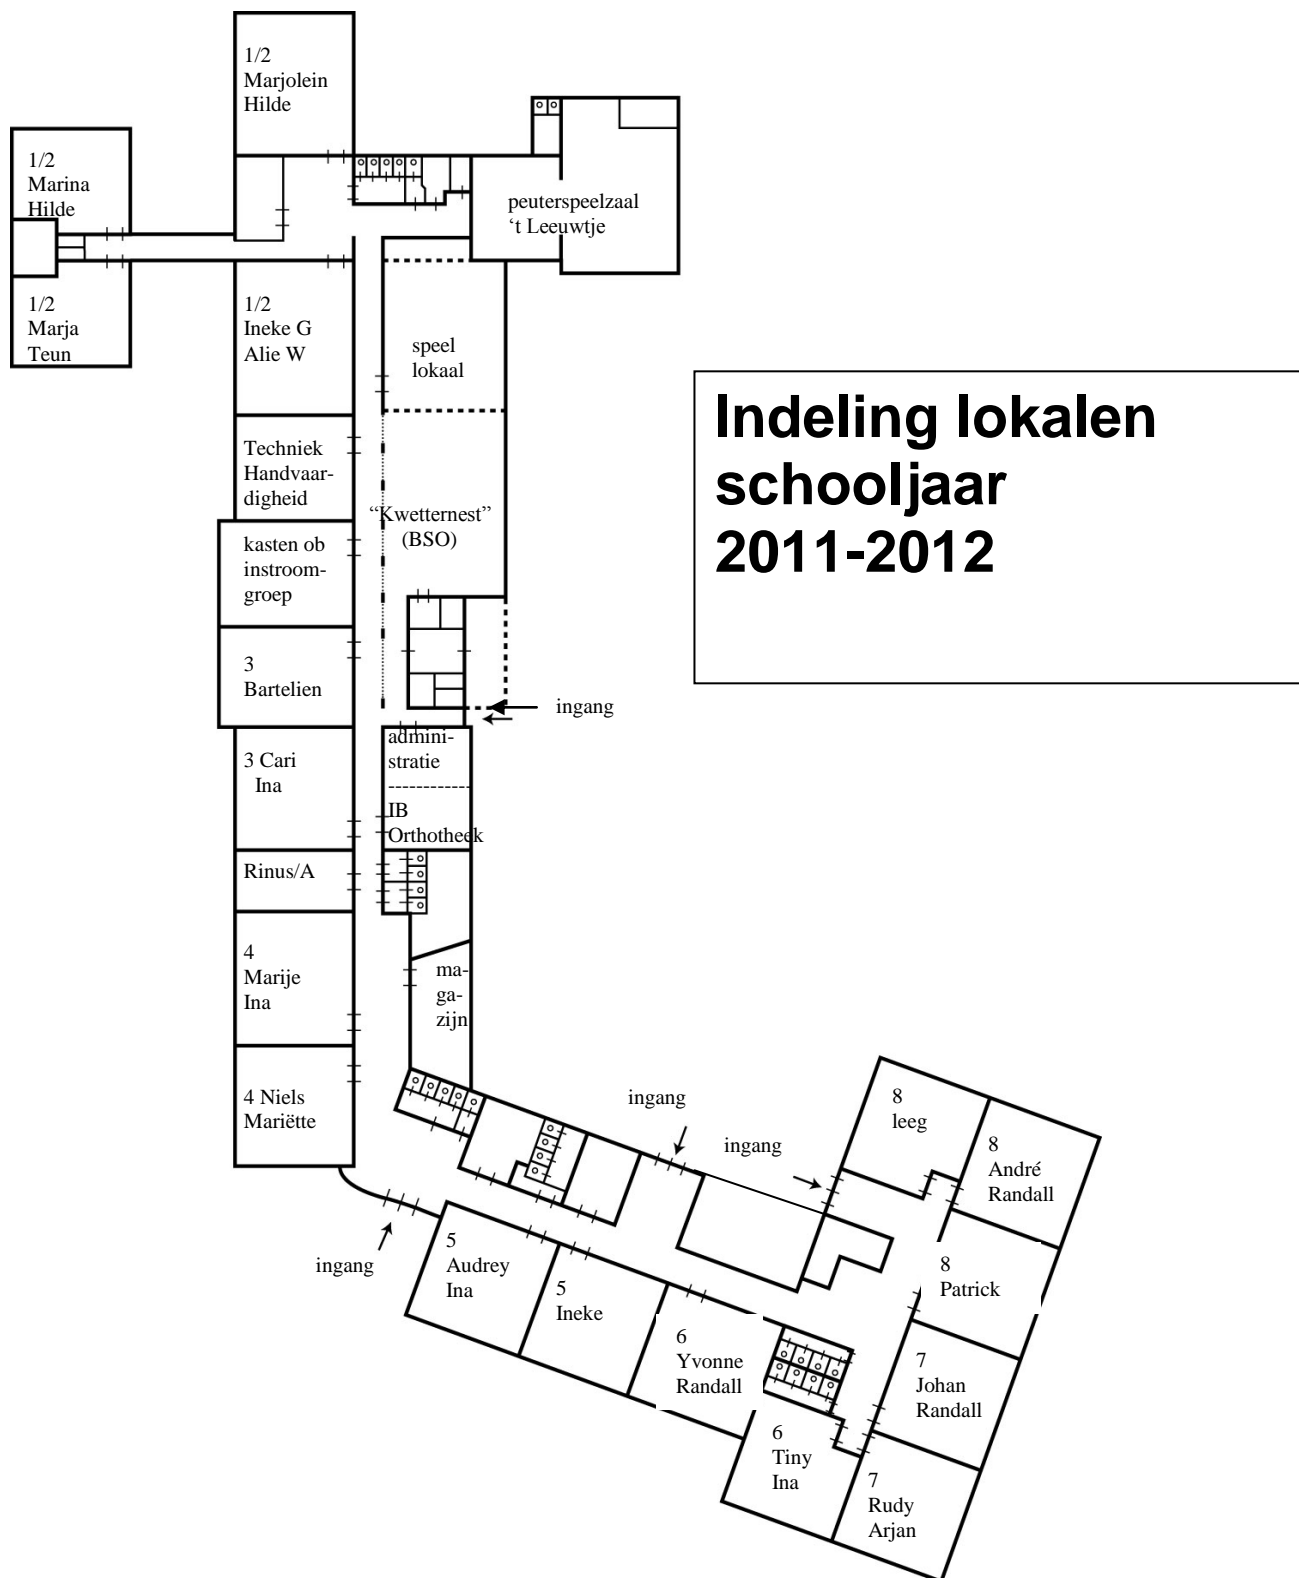 1/2
Marjolein
Hilde
1/2
Marina
Hilde
peuterspeelzaal
‘t Leeuwtje
1/2
Marja
Teun
1/2
Ineke G
Alie W
speel
lokaal
Indeling lokalen
schooljaar
2011-2012
Techniek
Handvaar-
digheid
“Kwetternest”
(BSO)
kasten ob
instroom-
groep
3
Bartelien
ingang
admini-
stratie
3 Cari
Ina
IB
Orthotheek
Rinus/A
4
Marije
Ina
ma-
ga-
zijn
4 Niels
Mariëtte
ingang
ingang
8
leeg
8
André
Randall
ingang
5
Audrey
Ina
5
Ineke
8
Patrick
6
Yvonne
Randall
7
Johan
Randall
6
Tiny
Ina
7
Rudy
Arjan